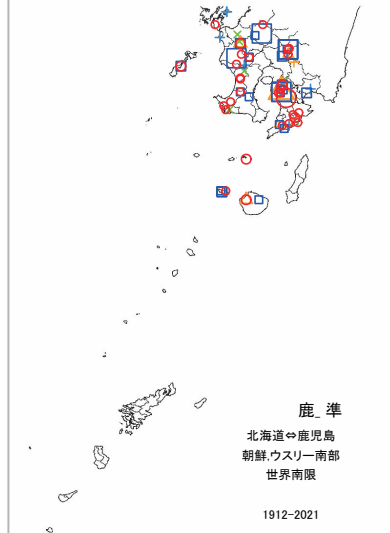 鹿_ 準
北海道⇔鹿児島
朝鮮,ウスリー南部
世界南限
1912-2021